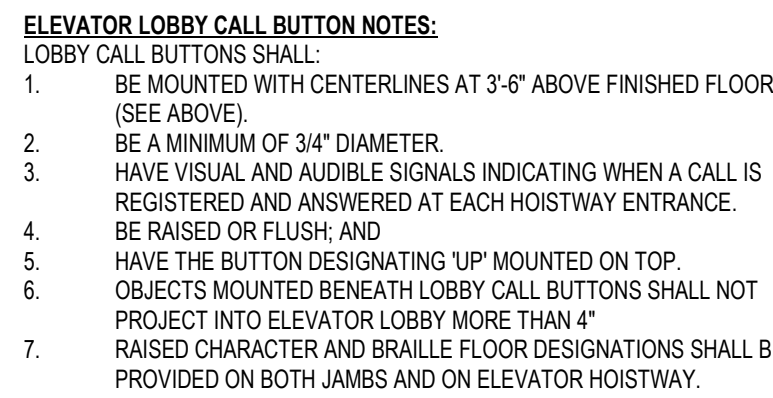 ELEVATOR LOBBY CALL BUTTON NOTES:
LOBBY CALL BUTTONS SHALL:
1. BE MOUNTED WITH CENTERLINES AT 3'-6" ABOVE FINISHED FLOOR
(SEE ABOVE).
2. BE A MINIMUM OF 3/4" DIAMETER.
3. HAVE VISUAL AND AUDIBLE SIGNALS INDICATING WHEN A CALL IS
REGISTERED AND ANSWERED AT EACH HOISTWAY ENTRANCE.
4. BE RAISED OR FLUSH; AND
5. HAVE THE BUTTON DESIGNATING 'UP' MOUNTED ON TOP.
6. OBJECTS MOUNTED BENEATH LOBBY CALL BUTTONS SHALL NOT
PROJECT INTO ELEVATOR LOBBY MORE THAN 4"
7. RAISED CHARACTER AND BRAILLE FLOOR DESIGNATIONS SHALL B
PROVIDED ON BOTH JAMBS AND ON ELEVATOR HOISTWAY.